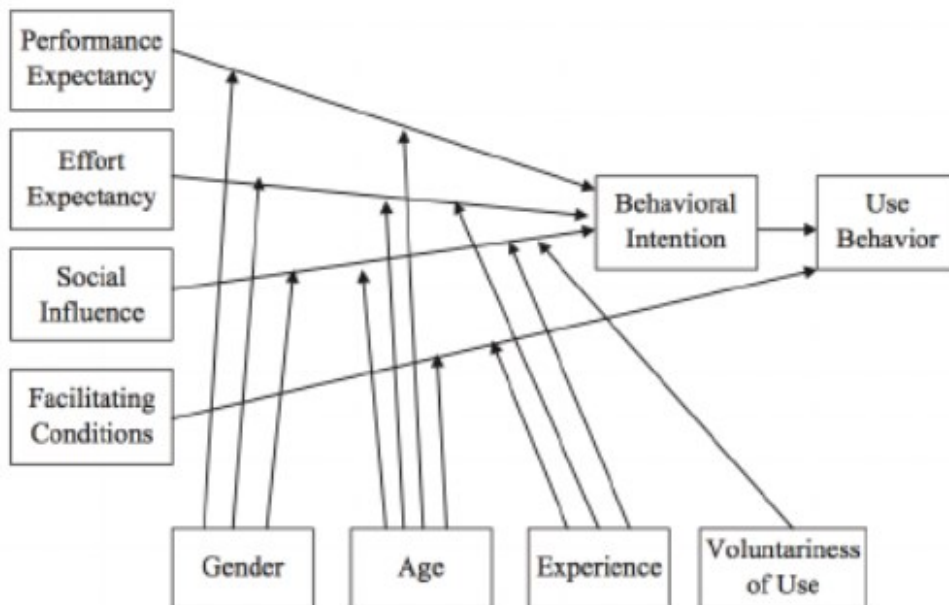 Performance
Expectancy
Effort
Expectancy
Social
Influence
Facilitating
Conditions
Behavioral
Intention
Use
Behavior
Gender
Age
Experience
Voluntariness
of Use